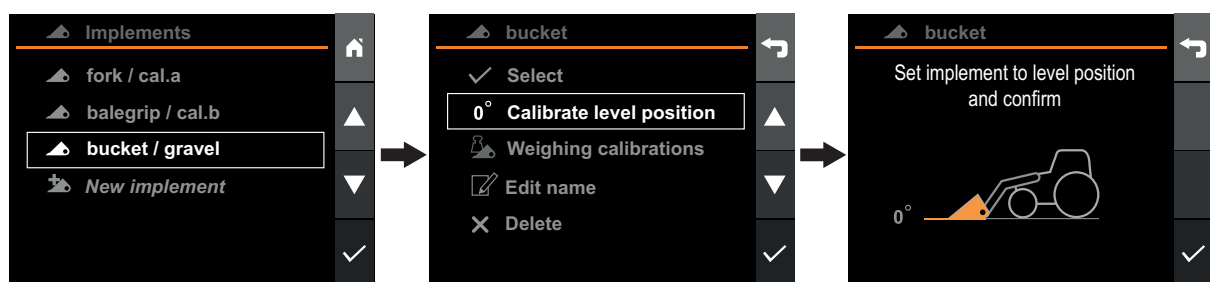 Implements
fork / cal.a
balegrip / cal.b
bucket / gravel
New implement
bucket
Select
0° Calibrate level position
Weighing calibrations
Edit name
Delete
bucket
Set implement to level position
and confirm
0°